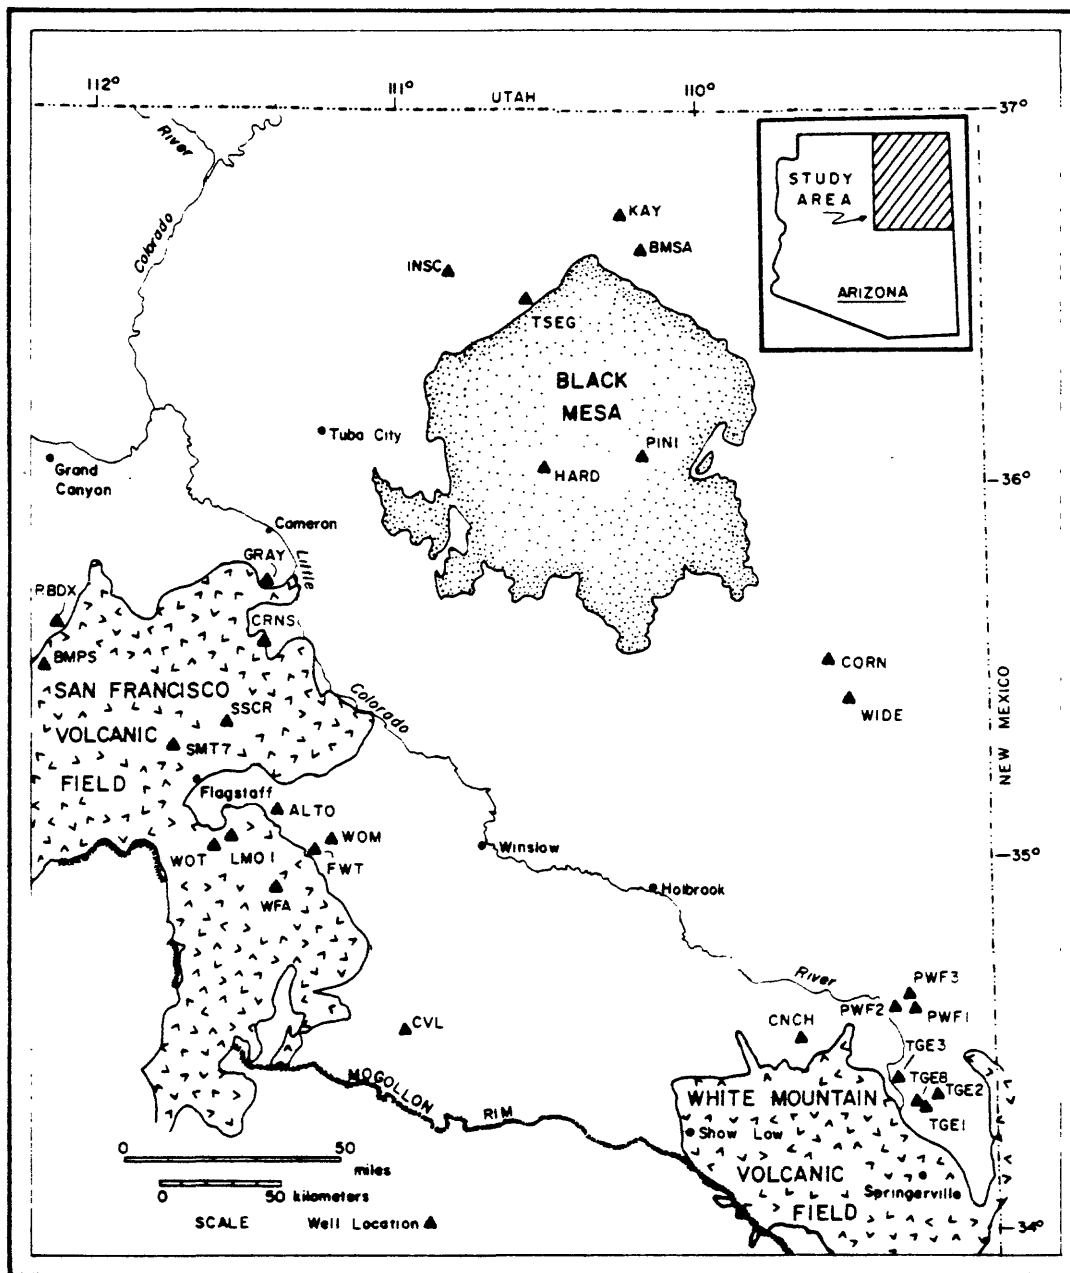 112°
111°
110°
UTAH
37°
River
Colorado
STUDY
AREA
ARIZONA
KAY
BMSA
INSC
TSEG
BLACK
MESA
Tuba City
PINI
HARD
Grand
Canyon
36°
Cameron
Little
GRAY
RBDX
CRNS
BMPS
CORN
SAN FRANCISCO
Colorado
WIDE
SSCR
VOLCANIC
SMT7
NEW MEXICO
FIELD
Flagstaff
ALTO
WOM
Winslow
35°
WOT
LMO1
FWT
WFA
Holbrook
River
PWF3
PWF2
PWF1
CNCH
CVL
TGE3
TGE8
TGE2
MOGOLLON
RIM
WHITE MOUNTAIN
TGE1
Show Low
0
50
miles
VOLCANIC
Springerville
0
50
kilometers
FIELD
SCALE
Well Location
34°